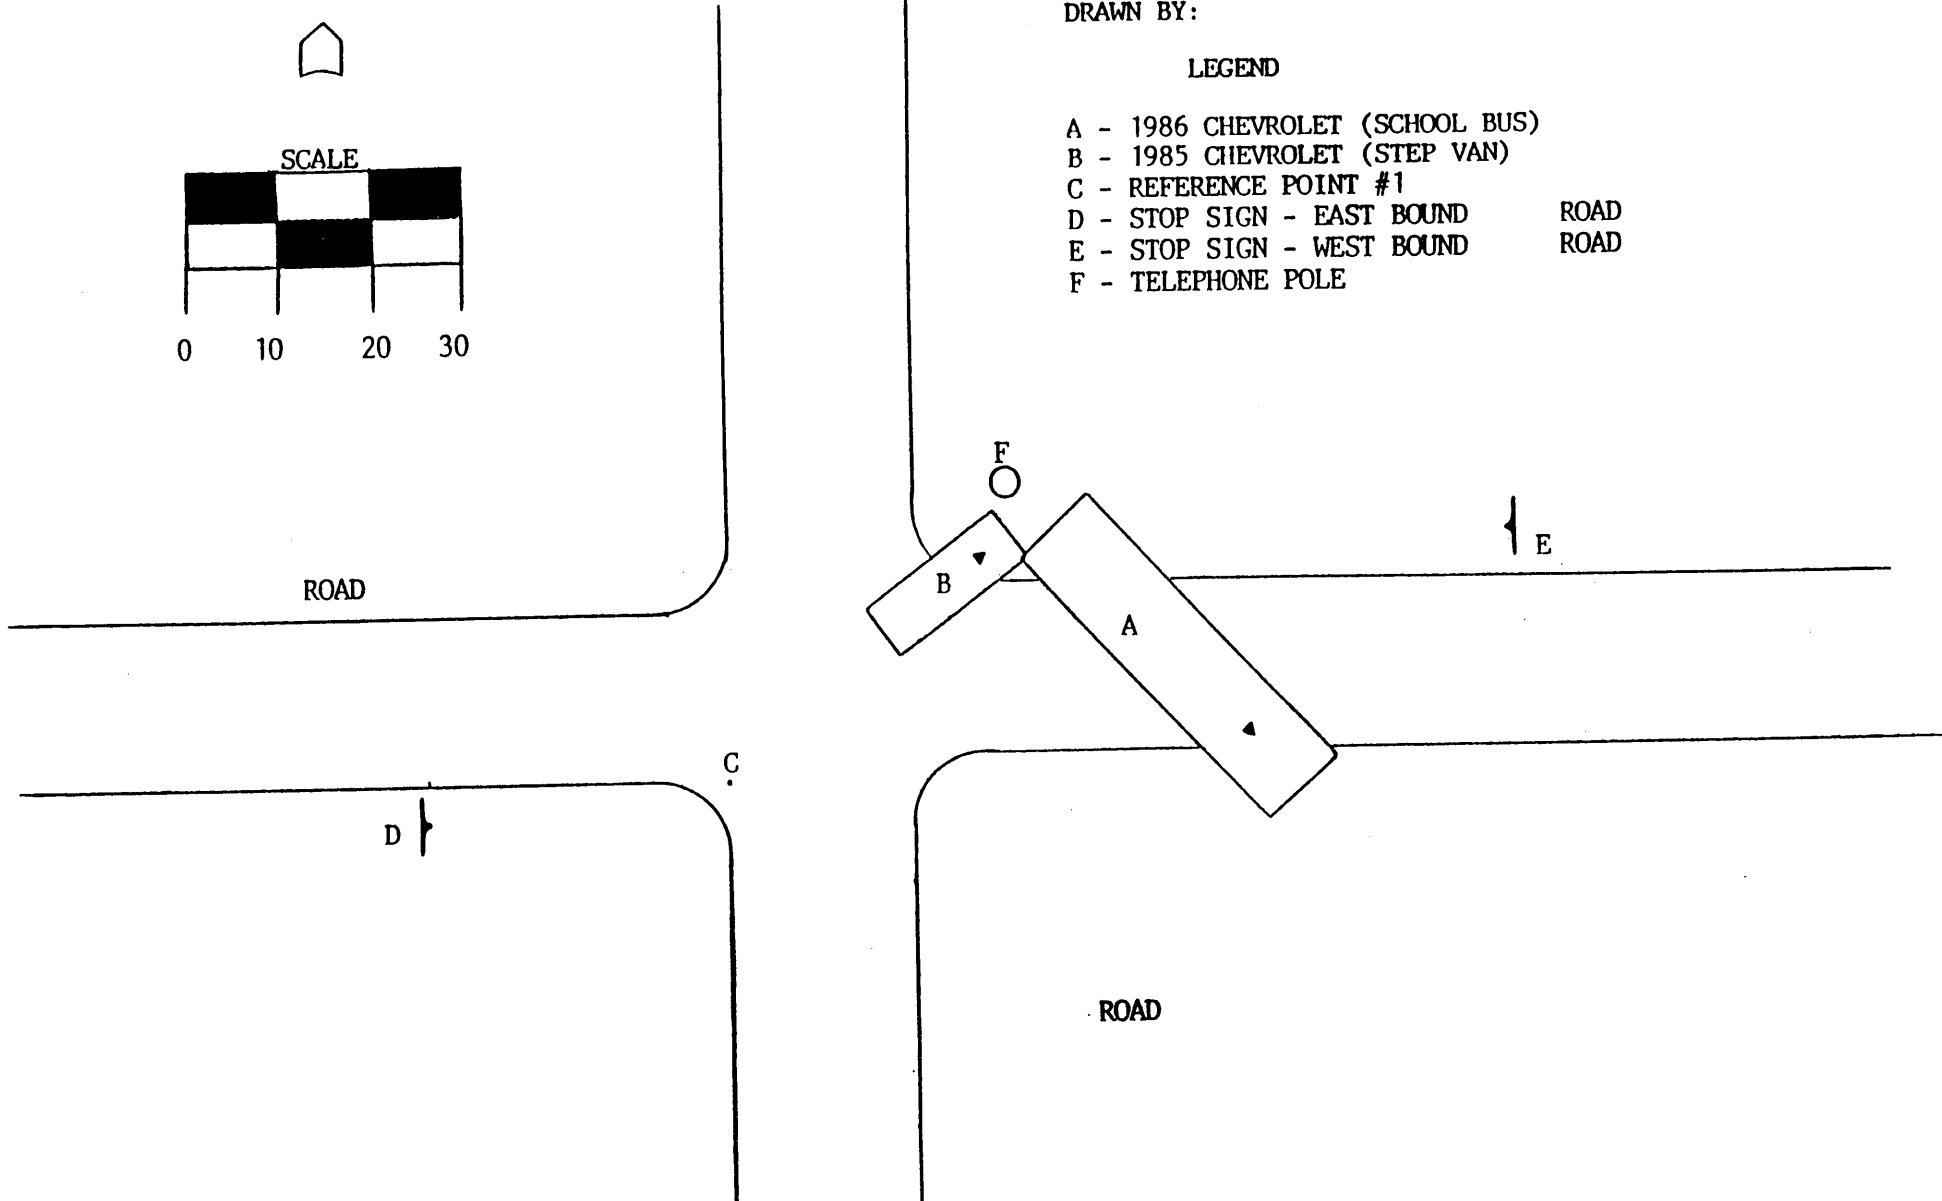 DRAWN BY:
LEGEND
A - 1986 CHEVROLET (SCHOOL BUS)
B - 1985 CHEVROLET (STEP VAN)
C - REFERENCE POINT #1
D - STOP SIGN - EAST BOUND ROAD
E - STOP SIGN - WEST BOUND ROAD
F - TELEPHONE POLE
SCALE
0 10 20 30
F
E
B
ROAD
A
C
D
ROAD